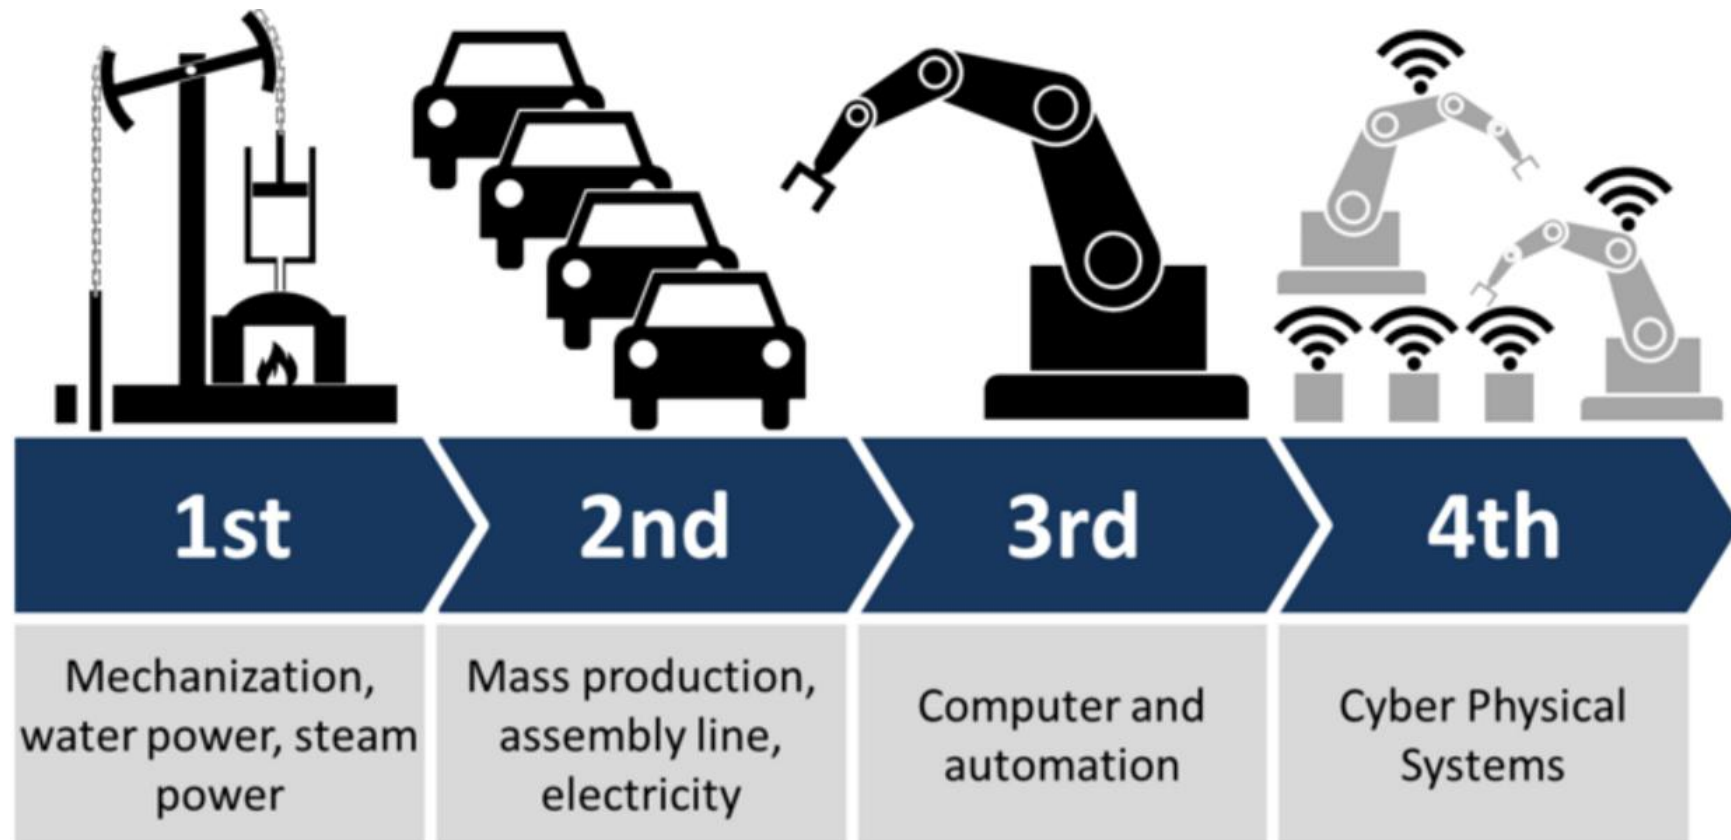 1st
2nd
3rd
4th
Mechanization,
water power, steam
power
Mass production,
assembly line,
electricity
Computer and
automation
Cyber Physical
Systems